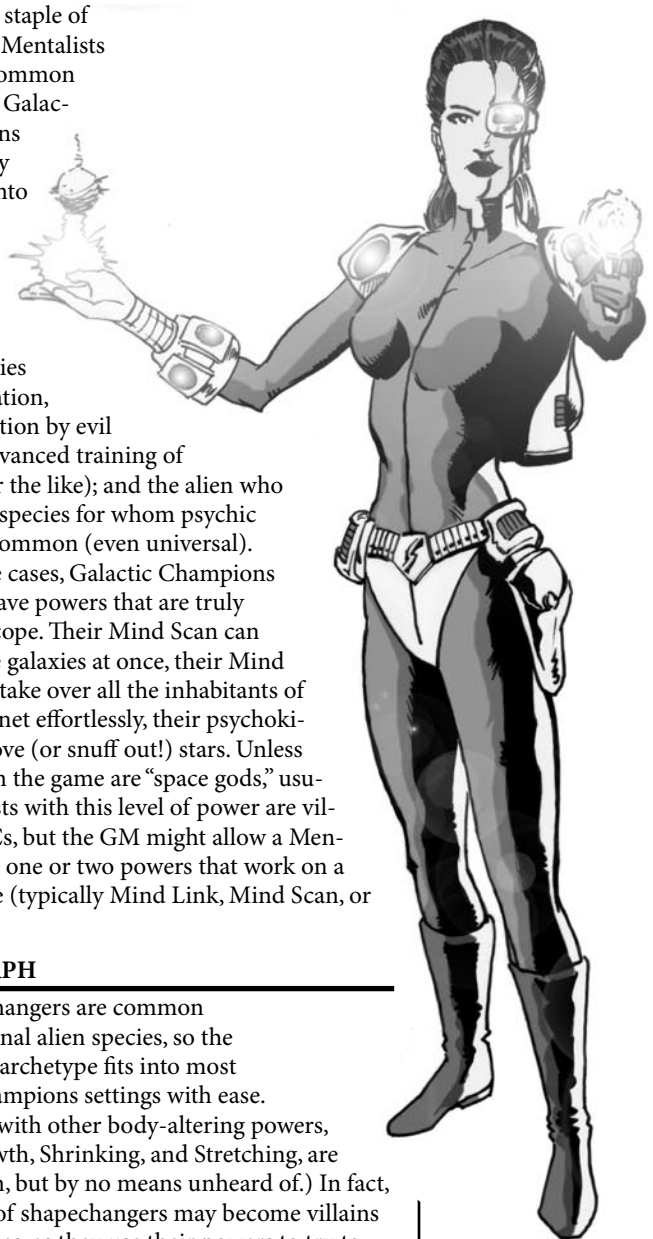 staple of
Mentalists
ommon
Galac-
ns
y
nto
ies
ation,
tion by evil
vanced training of
r the like); and the alien who
species for whom psychic
ommon (even universal).
e cases, Galactic Champions
ave powers that are truly
cope. Their Mind Scan can
e galaxies at once, their Mind
take over all the inhabitants of
net effortlessly, their psychoki-
ove (or snuff out!) stars. Unless
n the game are “space gods,” usu-
sts with this level of power are vil-
Cs, but the GM might allow a Men-
one or two powers that work on a
e (typically Mind Link, Mind Scan, or
APH
hangers are common
nal alien species, so the
archetype fits into most
ampions settings with ease.
with other body-altering powers,
wth, Shrinking, and Stretching, are
n, but by no means unheard of.) In fact,
of shapechangers may become villains